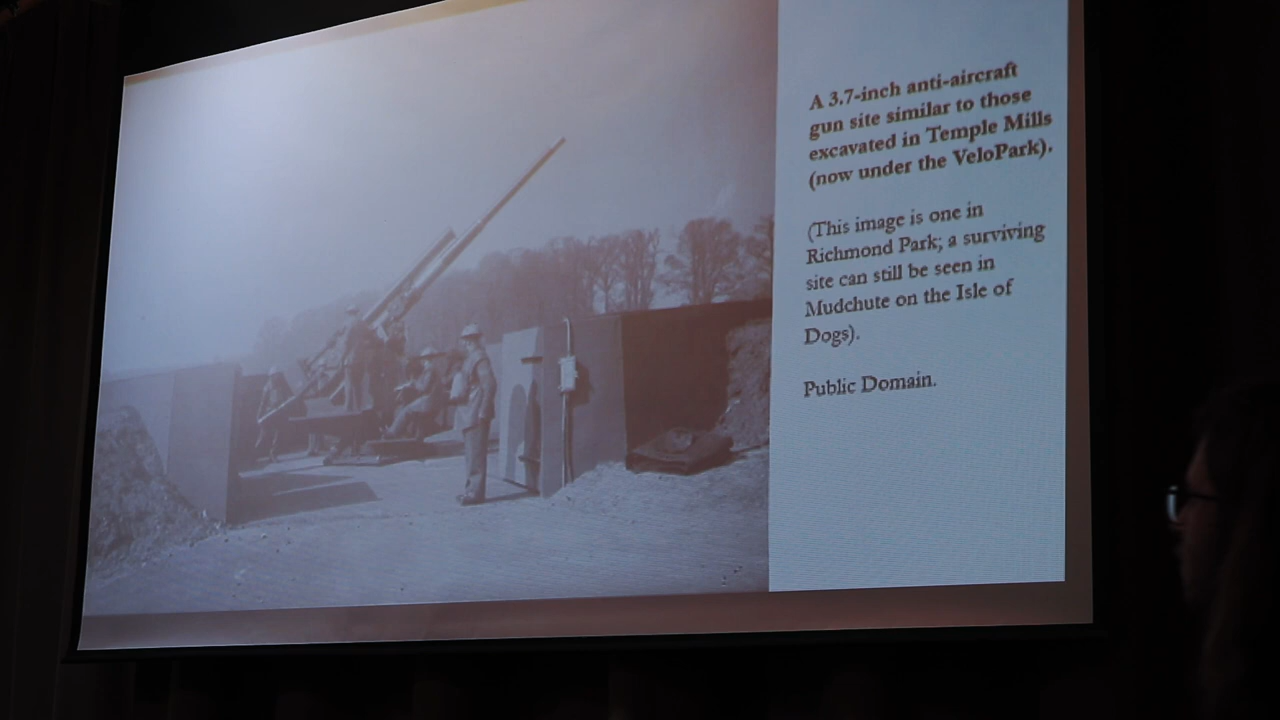 A 3.7-inch anti-aircraft
gun site similar to those
excavated in Temple Mills
(now under the VeloPark).
(This image is one in
Richmond Park; a surviving
site can still be seen in
Mudchute on the Isle of
Dogs).
Public Domain.